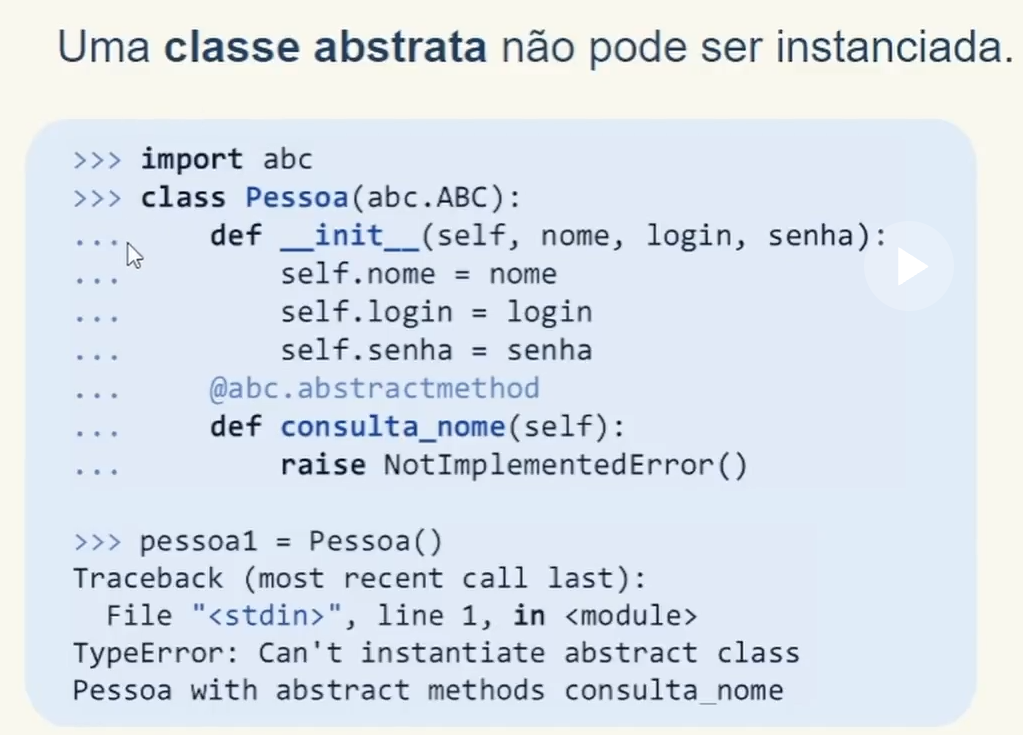 Uma classe abstrata não pode ser instanciada.
>>> import abc
>>> class Pessoa(abc.ABC):
...     def __init__(self, nome, login, senha):
...         self.nome = nome
...         self.login = login
...         self.senha = senha
...     @abc.abstractmethod
...     def consulta_nome(self):
...         raise NotImplementedError()
>>> pessoa1 = Pessoa()
Traceback (most recent call last):
  File "<stdin>", line 1, in <module>
TypeError: Can't instantiate abstract class
Pessoa with abstract methods consulta_nome